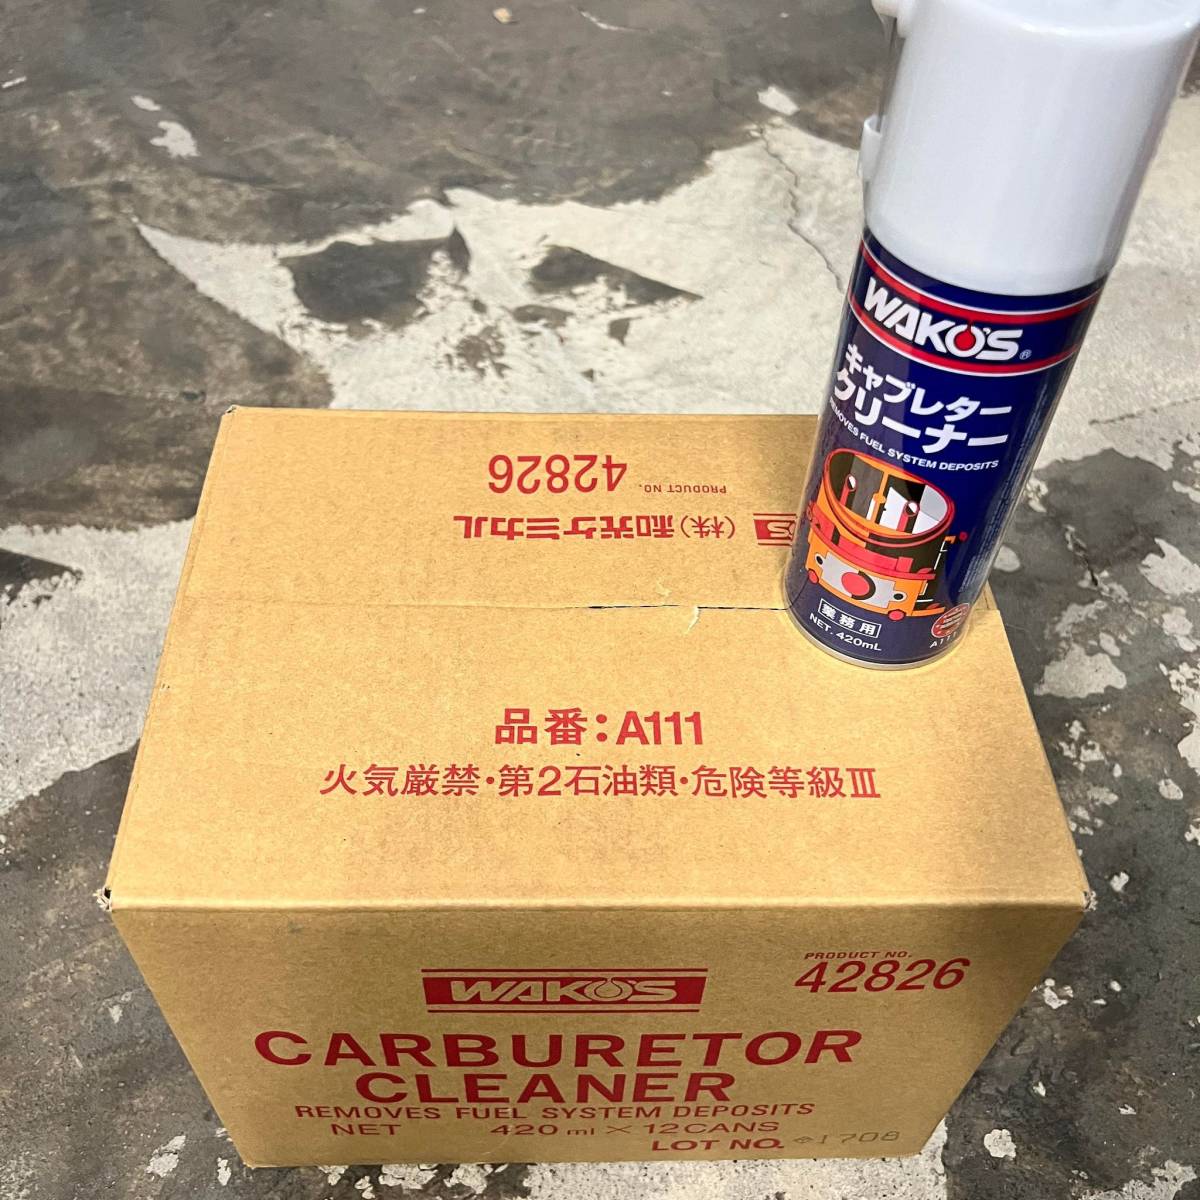 WAKO'S®
キャブレター
クリーナー
REMOVES FUEL SYSTEM DEPOSITS
業務用
NET. 420mL
PRODUCT NO. 42826
(株)和光ケミカル
品番:A111
火気厳禁・第2石油類・危険等級Ⅲ
WAKO'S
PRODUCT NO.
42826
CARBURETOR
CLEANER
REMOVES FUEL SYSTEM DEPOSITS
NET 420 ml × 12CANS
LOT NO.